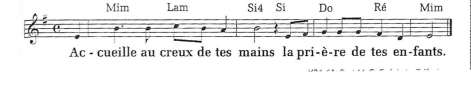 Mim Lam Si4 Si Do Ré Mim
Ac - cueille au creux de tes mains la pri-è-re de tes en-fants.